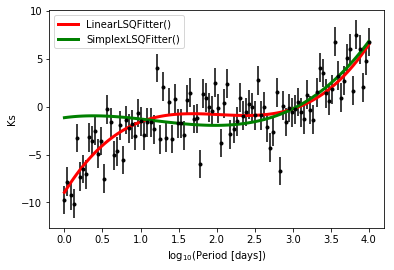 LinearLSQFitter()
SimplexLSQFitter()
10
5
0
−5
−10
Ks
0.0 0.5 1.0 1.5 2.0 2.5 3.0 3.5 4.0
log₁₀(Period [days])